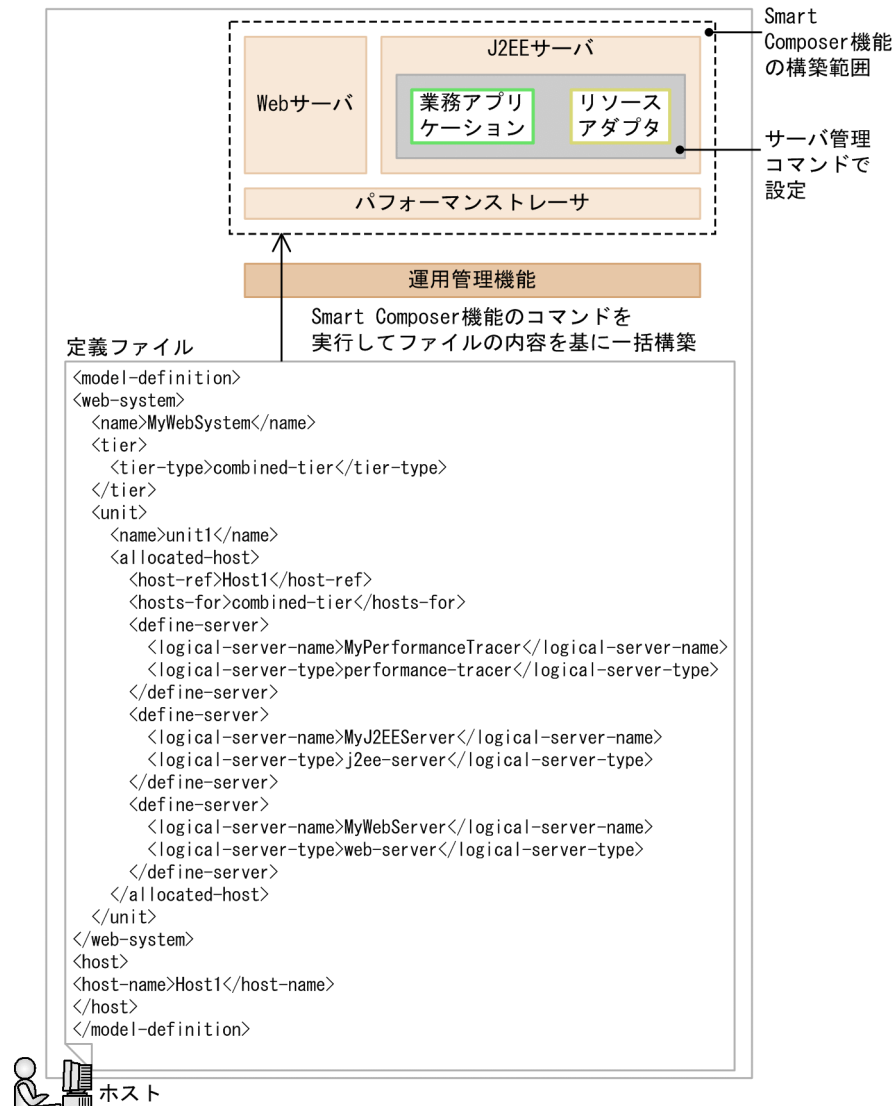 Smart
Composer機能
の構築範囲
J2EEサーバ
Webサーバ
業務アプリ
ケーション
リソース
アダプタ
サーバ管理
コマンドで
設定
パフォーマンストレーサ
運用管理機能
Smart Composer機能のコマンドを
実行してファイルの内容を基に一括構築
定義ファイル
<model-definition>
<web-system>
<name>MyWebSystem</name>
<tier>
<tier-type>combined-tier</tier-type>
</tier>
<unit>
<name>unit1</name>
<allocated-host>
<host-ref>Host1</host-ref>
<hosts-for>combined-tier</hosts-for>
<define-server>
<logical-server-name>MyPerformanceTracer</logical-server-name>
<logical-server-type>performance-tracer</logical-server-type>
</define-server>
<define-server>
<logical-server-name>MyJ2EEServer</logical-server-name>
<logical-server-type>j2ee-server</logical-server-type>
</define-server>
<define-server>
<logical-server-name>MyWebServer</logical-server-name>
<logical-server-type>web-server</logical-server-type>
</define-server>
</allocated-host>
</unit>
</web-system>
<host>
<host-name>Host1</host-name>
</host>
</model-definition>
ホスト